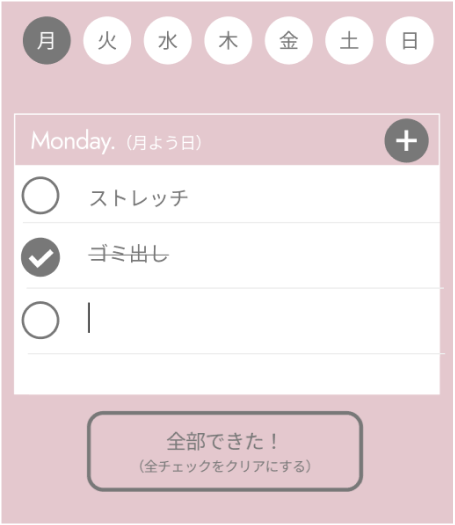 月 火 水 木 金 土 日
Monday.（月よう日）
ストレッチ
ゴミ出し
全部できた！
（全チェックをクリアにする）